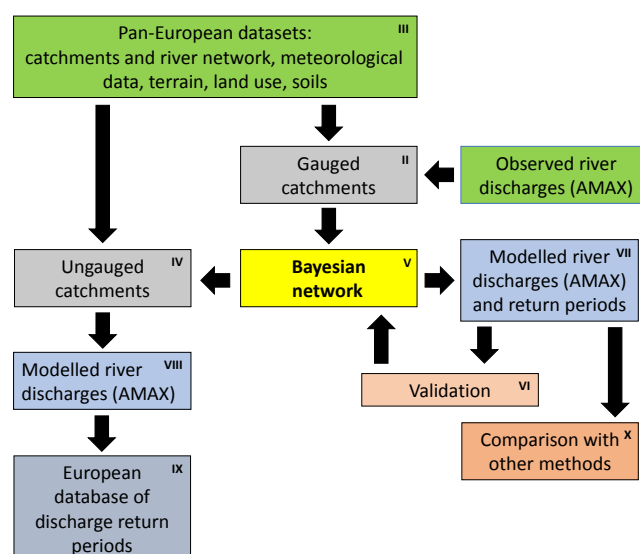 Pan-European datasets: III
catchments and river network, meteorological
data, terrain, land use, soils
Gauged II
catchments
Observed river
discharges (AMAX)
Ungauged IV
catchments
Bayesian V
network
Modelled river VII
discharges (AMAX)
and return periods
Modelled river VIII
discharges (AMAX)
Validation VI
European IX
database of
discharge return
periods
Comparison with X
other methods